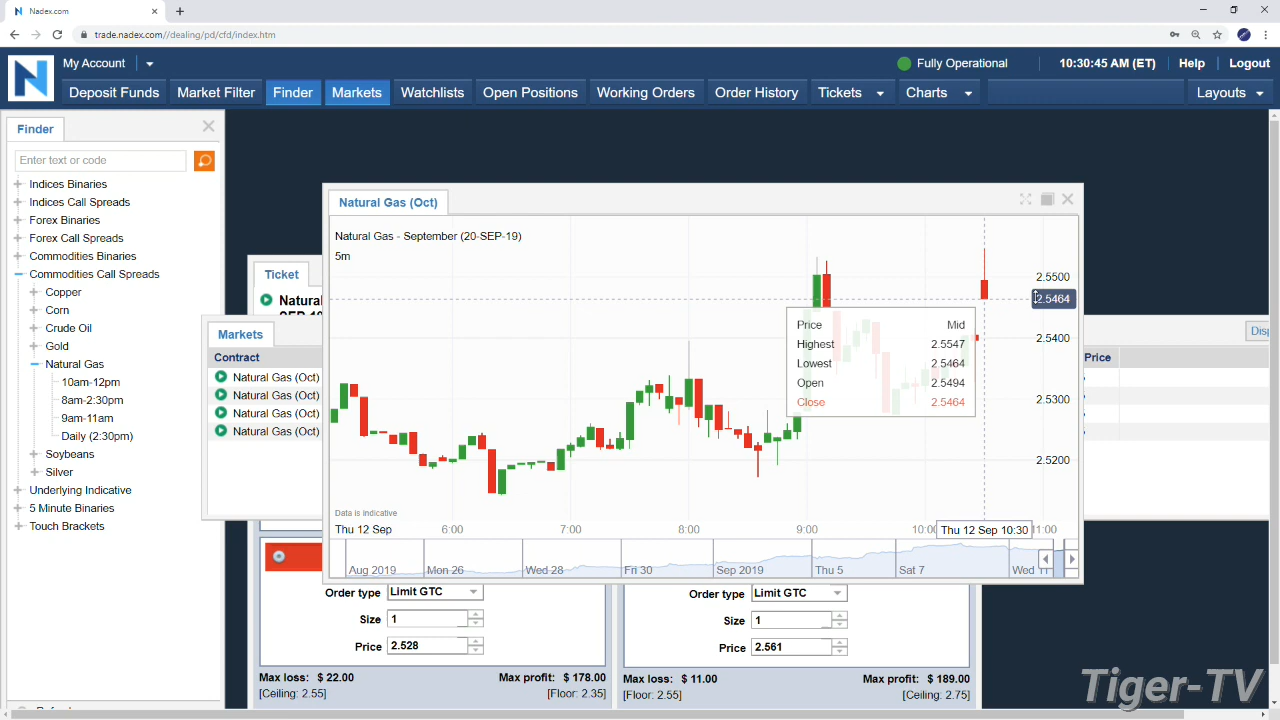 Nadex.com
trade.nadex.com//dealing/pd/cfd/index.htm
My Account
Fully Operational
10:30:45 AM (ET)
Help
Logout
Deposit Funds
Market Filter
Finder
Markets
Watchlists
Open Positions
Working Orders
Order History
Tickets
Charts
Layouts
Finder
Enter text or code
Indices Binaries
Indices Call Spreads
Forex Binaries
Forex Call Spreads
Commodities Binaries
Commodities Call Spreads
Copper
Corn
Crude Oil
Gold
Natural Gas
10am-12pm
8am-2:30pm
9am-11am
Daily (2:30pm)
Soybeans
Silver
Underlying Indicative
5 Minute Binaries
Touch Brackets
Ticket
Markets
Contract
Natural Gas (Oct)
Natural Gas (Oct)
Natural Gas (Oct)
Natural Gas (Oct)
Price
Natural Gas (Oct)
Natural Gas - September (20-SEP-19)
5m
2.5500
2.5464
2.5400
2.5300
2.5200
Price Mid
Highest 2.5547
Lowest 2.5464
Open 2.5494
Close 2.5464
Data is Indicative
Thu 12 Sep 6:00 7:00 8:00 9:00 Thu 12 Sep 10:30 11:00
Aug 2019 Mon 26 Wed 28 Fri 30 Sep 2019 Thu 5 Sat 7 Wed
Order type Limit GTC
Size 1
Price 2.528
Max loss: $ 22.00 Max profit: $ 178.00
[Ceiling: 2.55] [Floor: 2.35]
Order type Limit GTC
Size 1
Price 2.561
Max loss: $ 11.00 Max profit: $ 189.00
[Floor: 2.55] [Ceiling: 2.75]
Tiger-TV